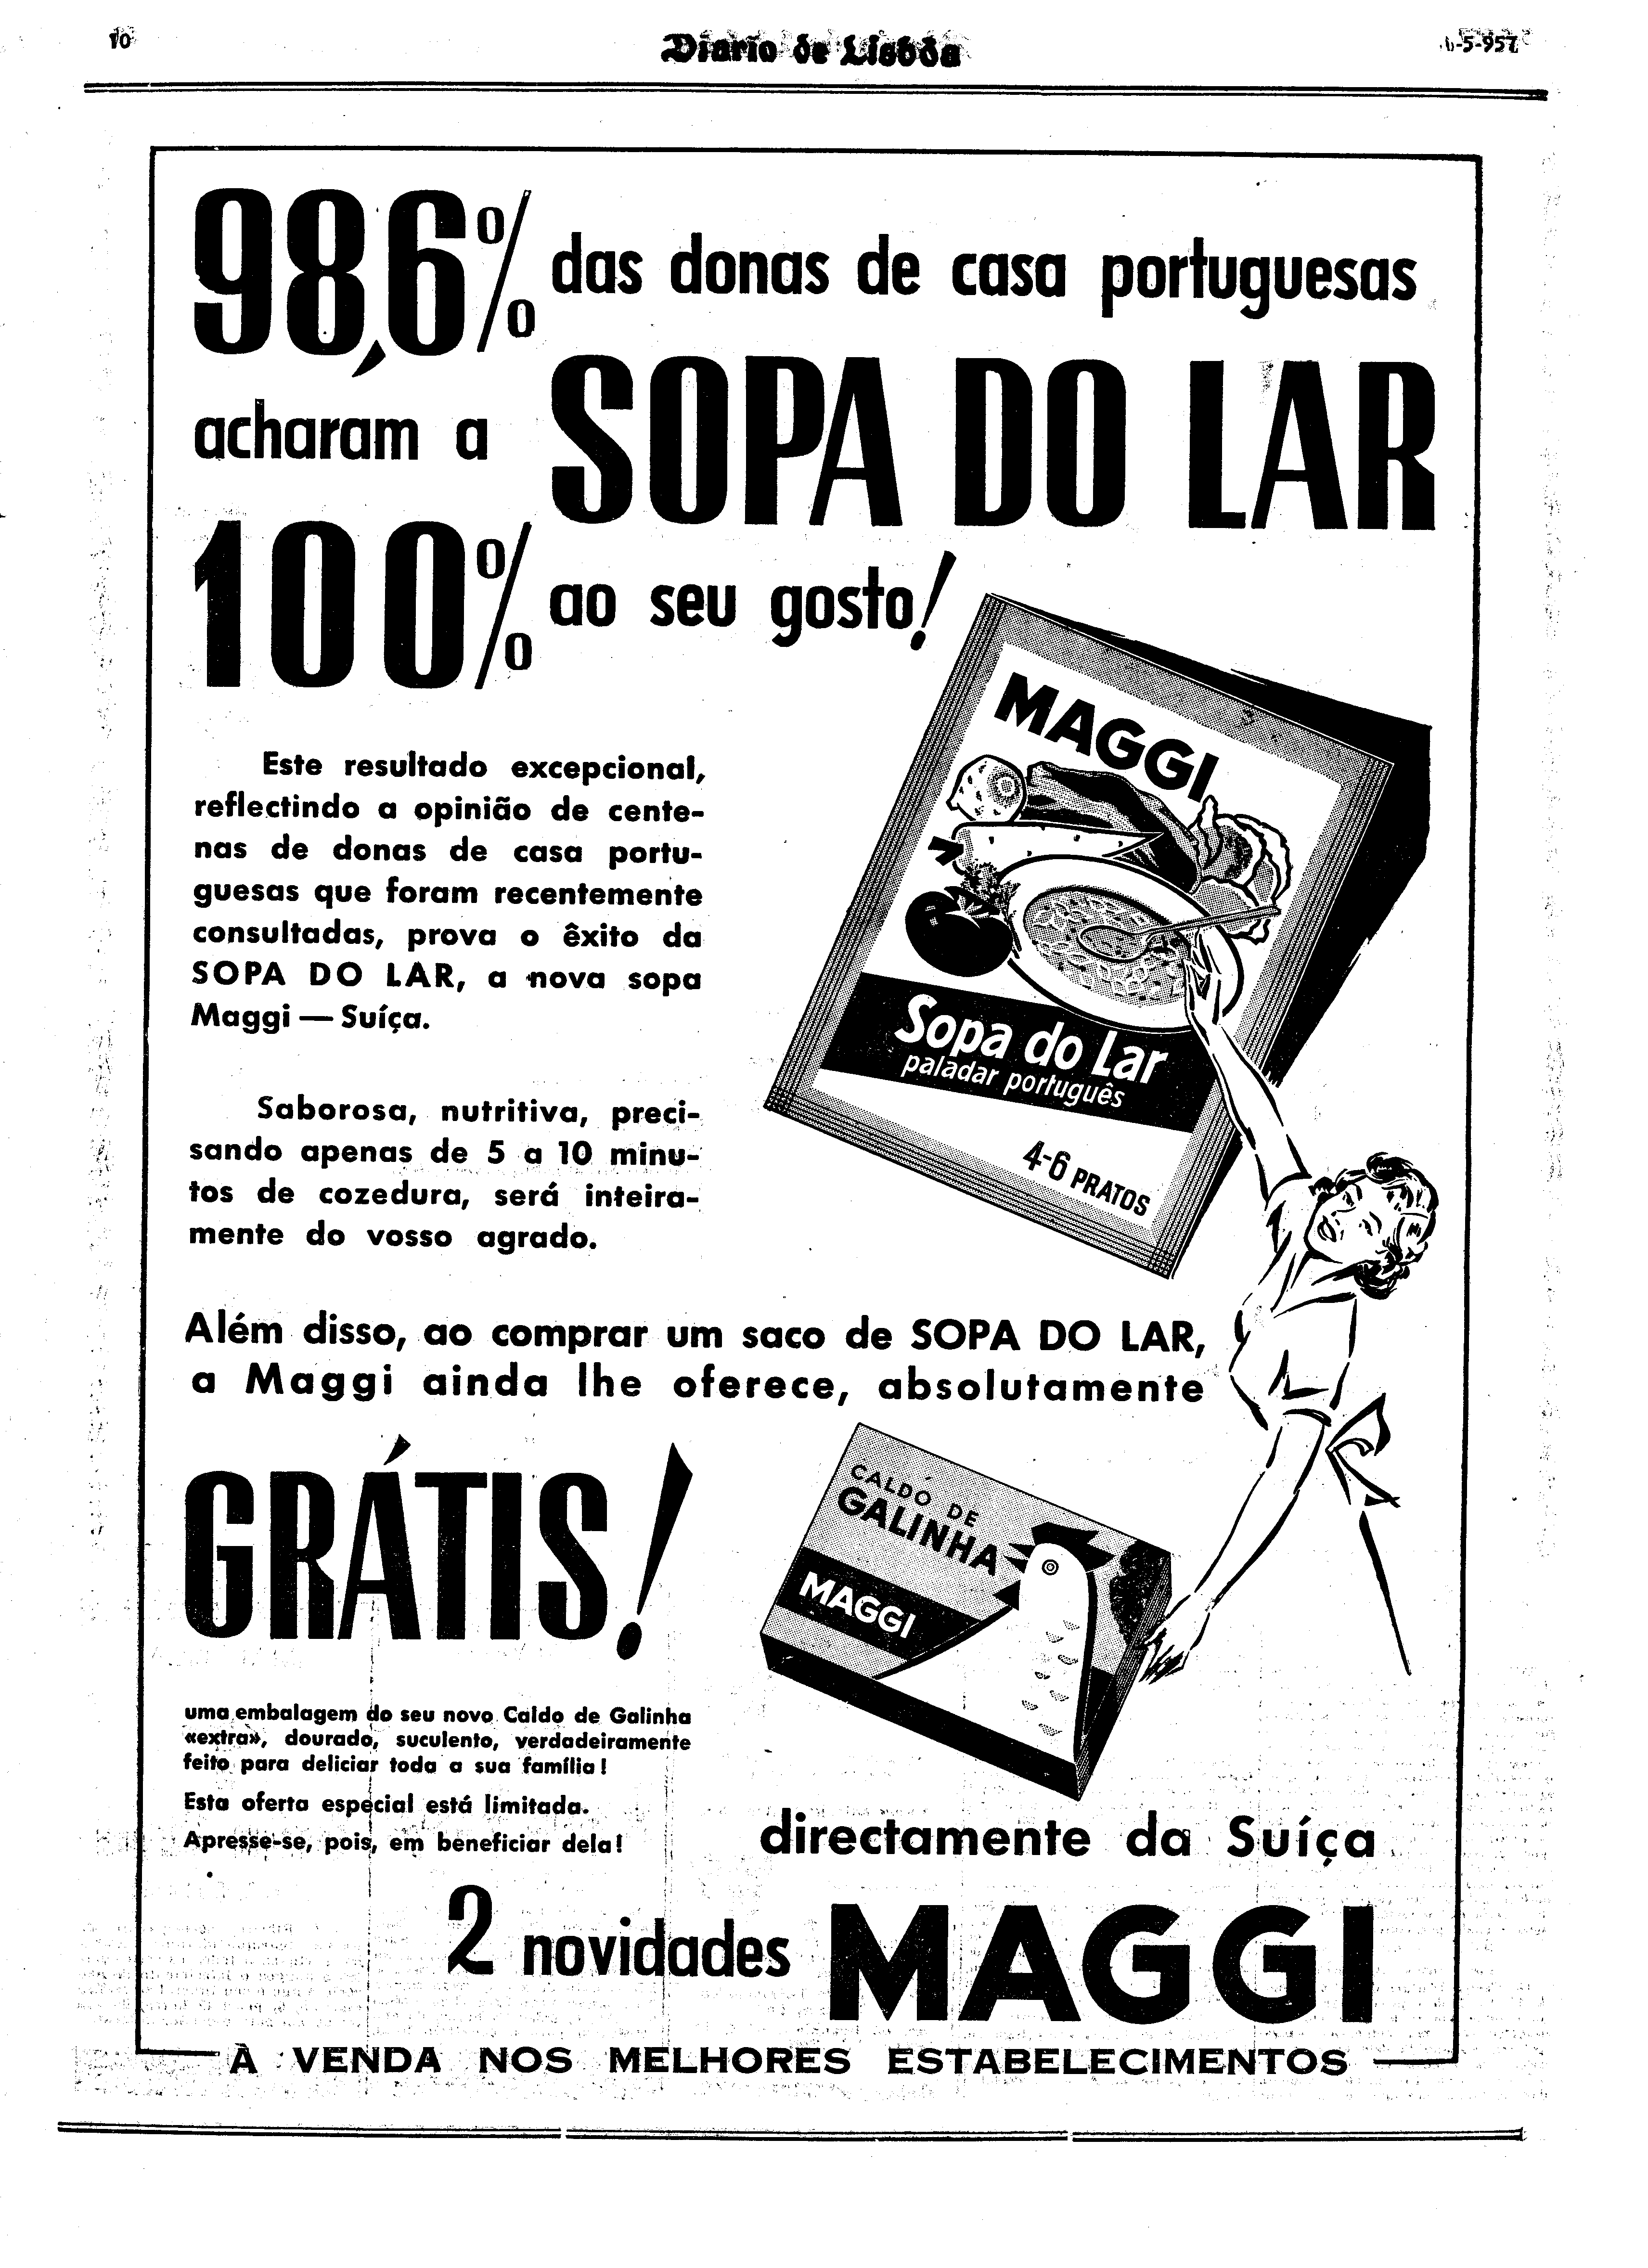 10
Diario de Lisbôa
-5-957
98,6% das donas de casa portuguesas
acharam a SOPA DO LAR
100% ao seu gosto!
MAGGI
Sopa do Lar
paladar português
4-6 PRATOS
Este resultado excepcional,
reflectindo a opinião de cente-
nas de donas de casa portu-
guesas que foram recentemente
consultadas, prova o êxito da
SOPA DO LAR, a nova sopa
Maggi — Suíça.
Saborosa, nutritiva, preci-
sando apenas de 5 a 10 minu-
tos de cozedura, será inteira-
mente do vosso agrado.
Além disso, ao comprar um saco de SOPA DO LAR,
a Maggi ainda lhe oferece, absolutamente
GRÁTIS!
CALDO DE
GALINHA
MAGGI
uma embalagem do seu novo Caldo de Galinha
«extra», dourado, suculento, verdadeiramente
feito para deliciar toda a sua família!
Esta oferta especial está limitada.
Apresse-se, pois, em beneficiar dela!
directamente da Suíça
2 novidades MAGGI
À VENDA NOS MELHORES ESTABELECIMENTOS